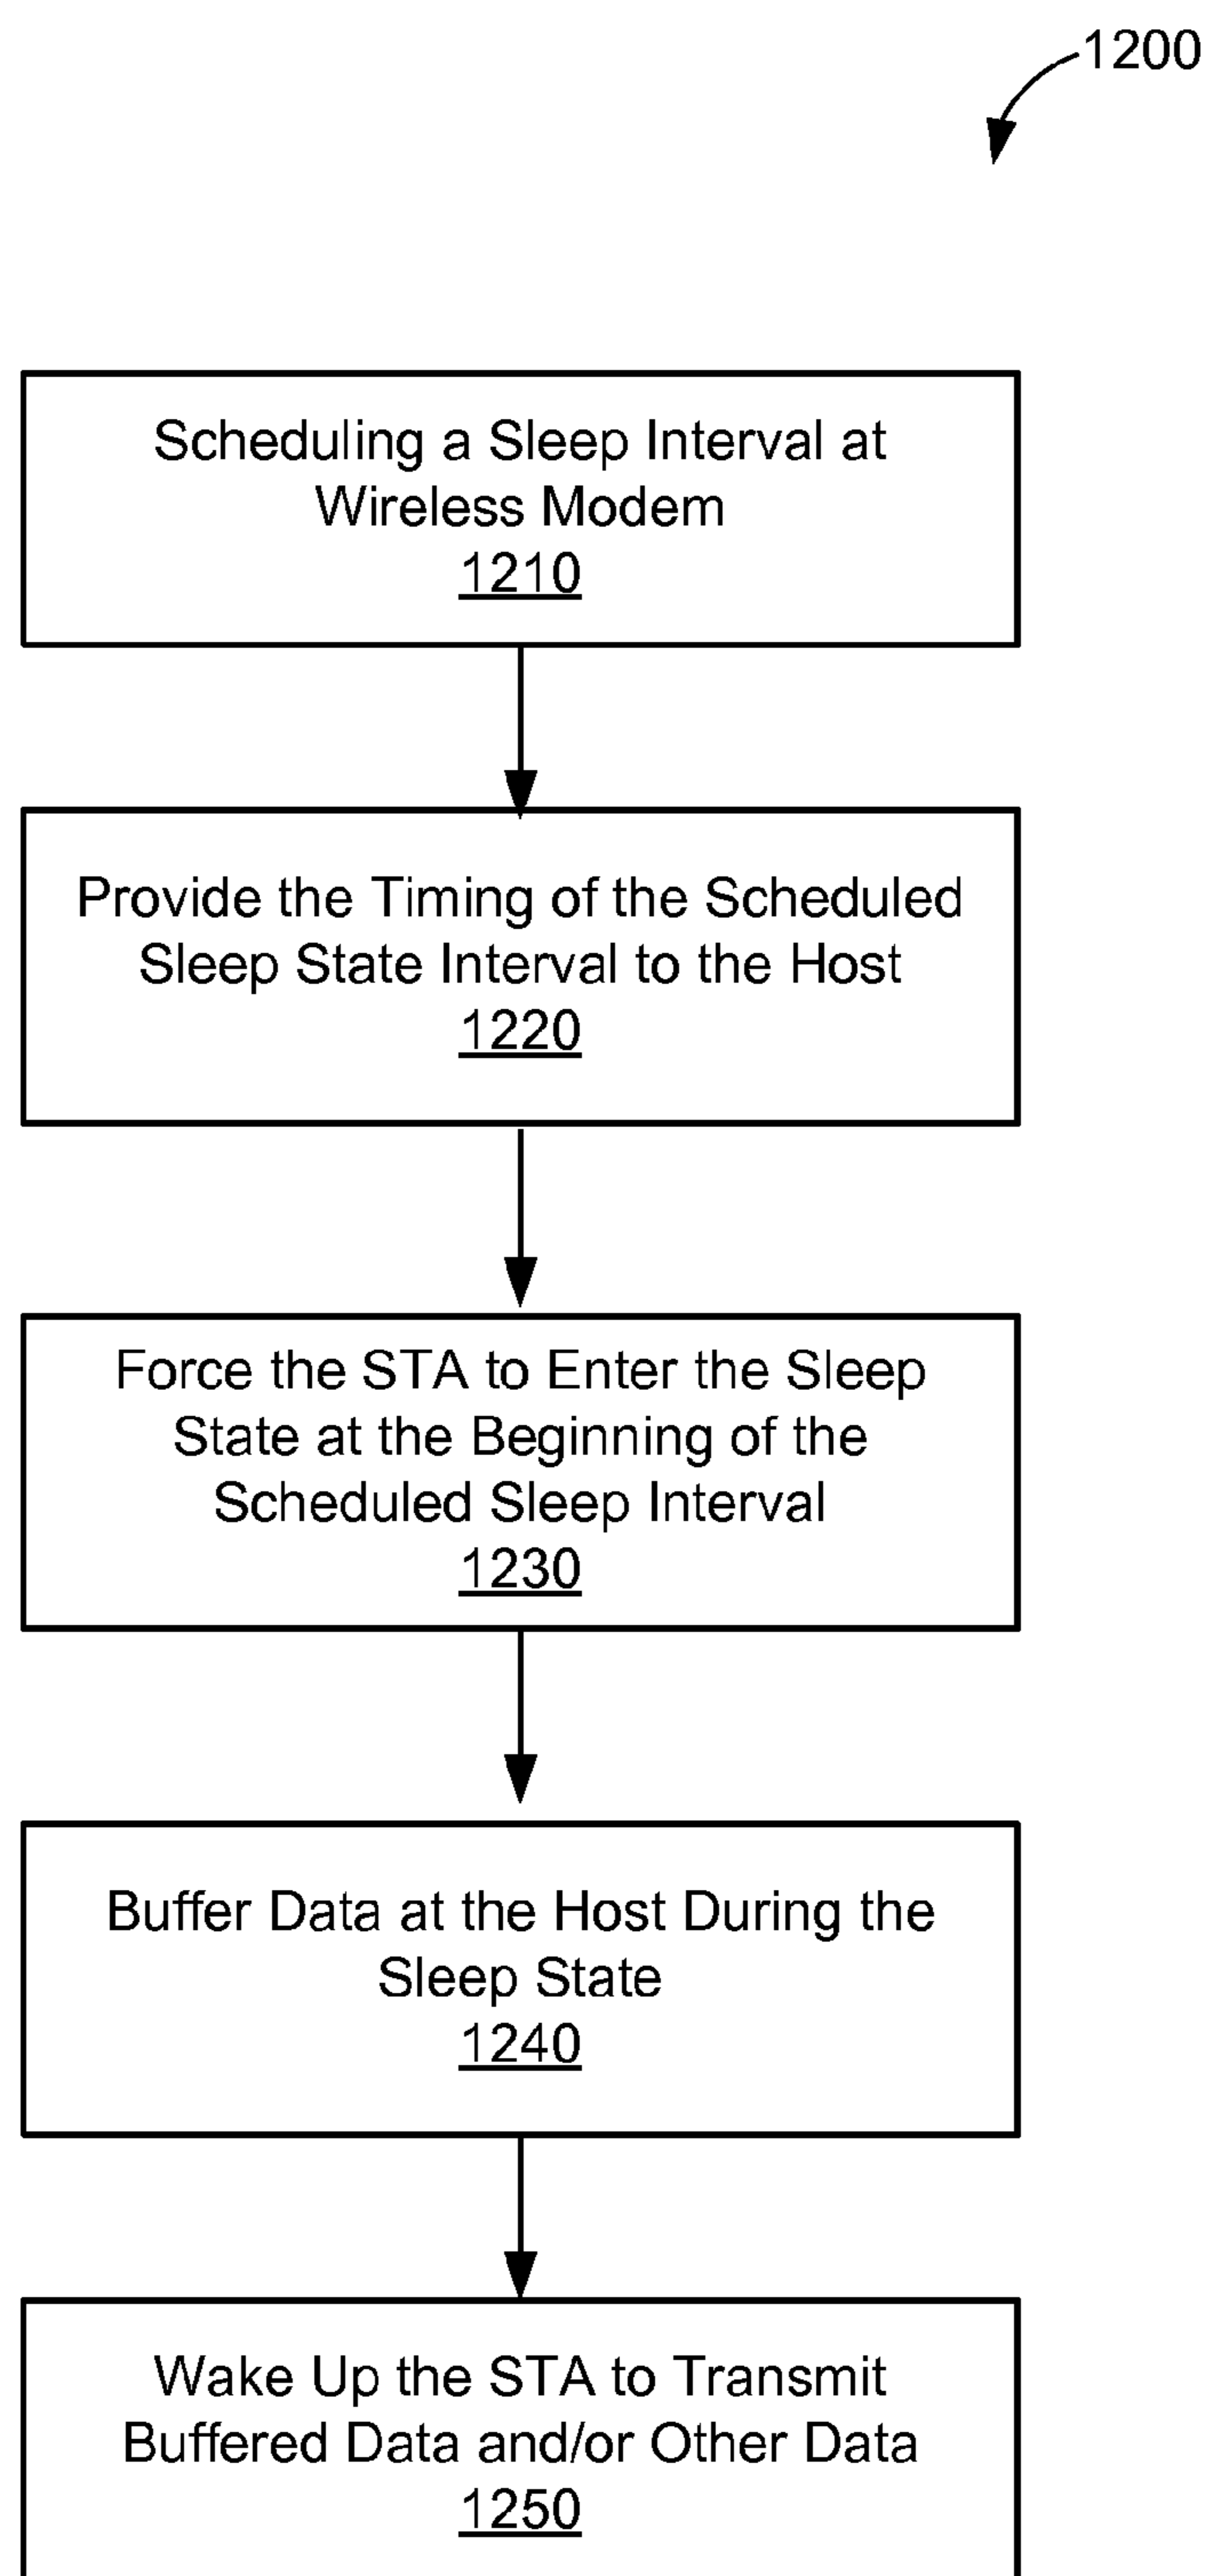 1200
Scheduling a Sleep Interval at
Wireless Modem
1210
Provide the Timing of the Scheduled
Sleep State Interval to the Host
1220
Force the STA to Enter the Sleep
State at the Beginning of the
Scheduled Sleep Interval
1230
Buffer Data at the Host During the
Sleep State
1240
Wake Up the STA to Transmit
Buffered Data and/or Other Data
1250